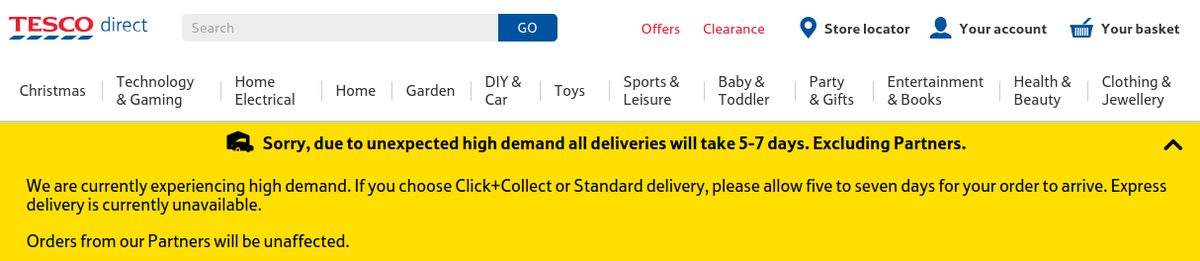 TESCO direct
Search
GO
Offers
Clearance
Store locator
Your account
Your basket
Christmas
Technology
& Gaming
Home
Electrical
Home
Garden
DIY &
Car
Toys
Sports &
Leisure
Baby &
Toddler
Party
& Gifts
Entertainment
& Books
Health &
Beauty
Clothing &
Jewellery
Sorry, due to unexpected high demand all deliveries will take 5-7 days. Excluding Partners.
We are currently experiencing high demand. If you choose Click+Collect or Standard delivery, please allow five to seven days for your order to arrive. Express
delivery is currently unavailable.
Orders from our Partners will be unaffected.